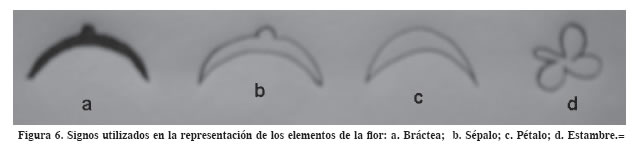 a
b
c
d
Figura 6. Signos utilizados en la representación de los elementos de la flor: a. Bráctea; b. Sépalo; c. Pétalo; d. Estambre.=